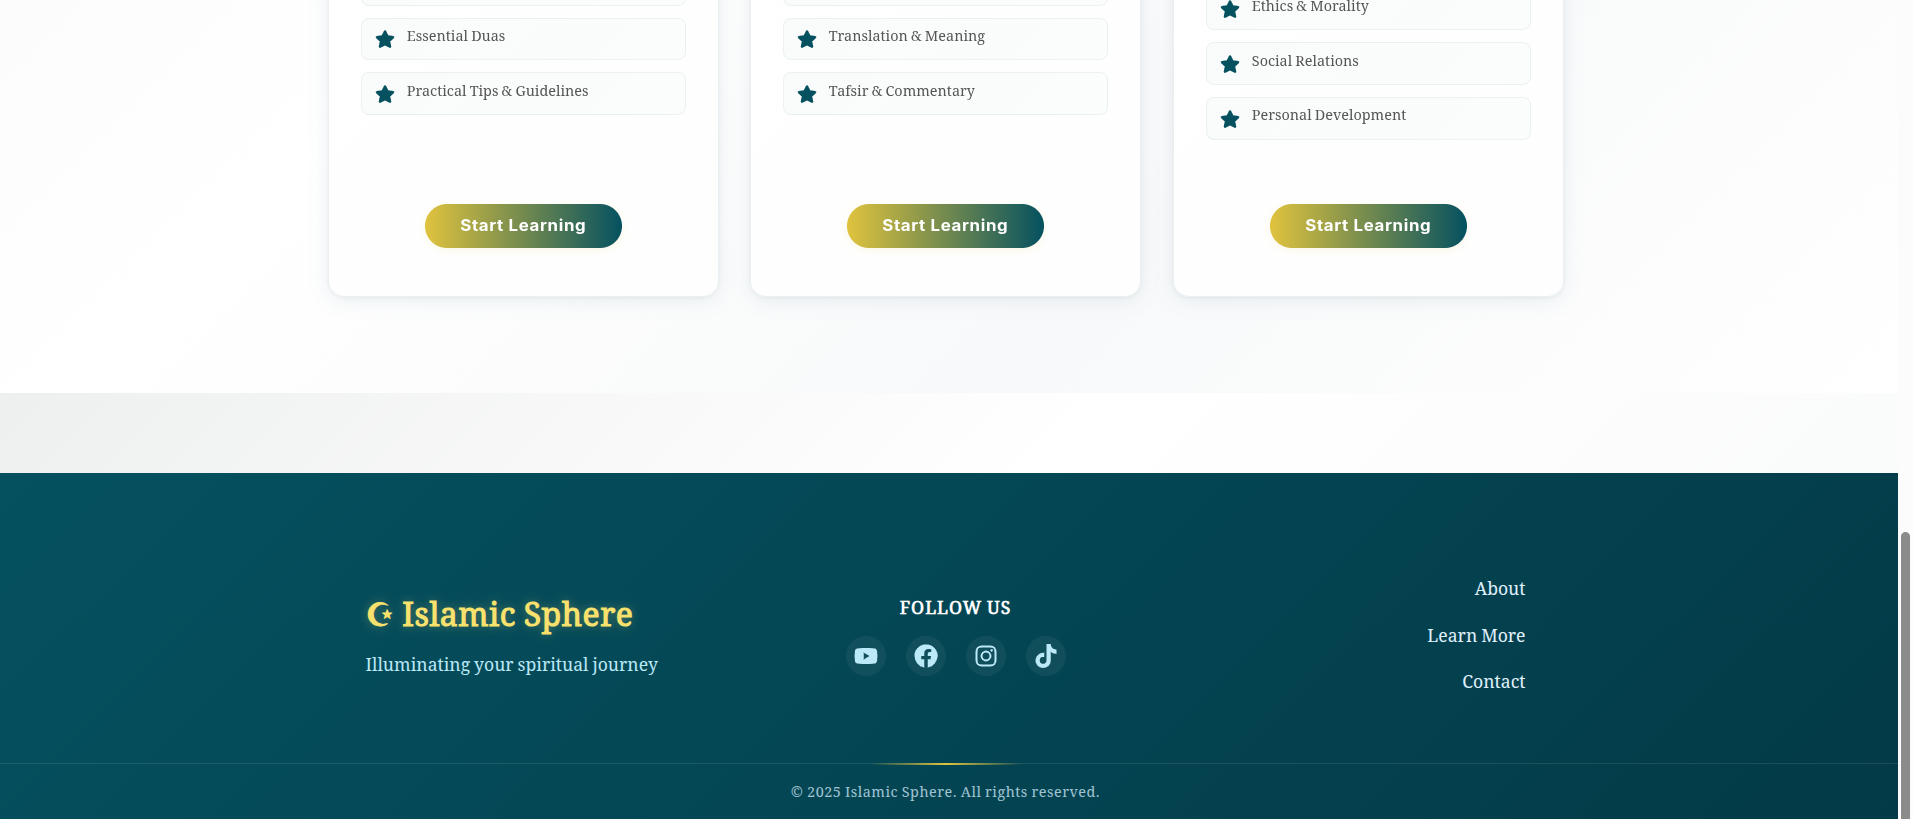 Essential Duas
Practical Tips & Guidelines
Start Learning
Translation & Meaning
Tafsir & Commentary
Start Learning
Ethics & Morality
Social Relations
Personal Development
Start Learning
Islamic Sphere
Illuminating your spiritual journey
FOLLOW US
About
Learn More
Contact
© 2025 Islamic Sphere. All rights reserved.